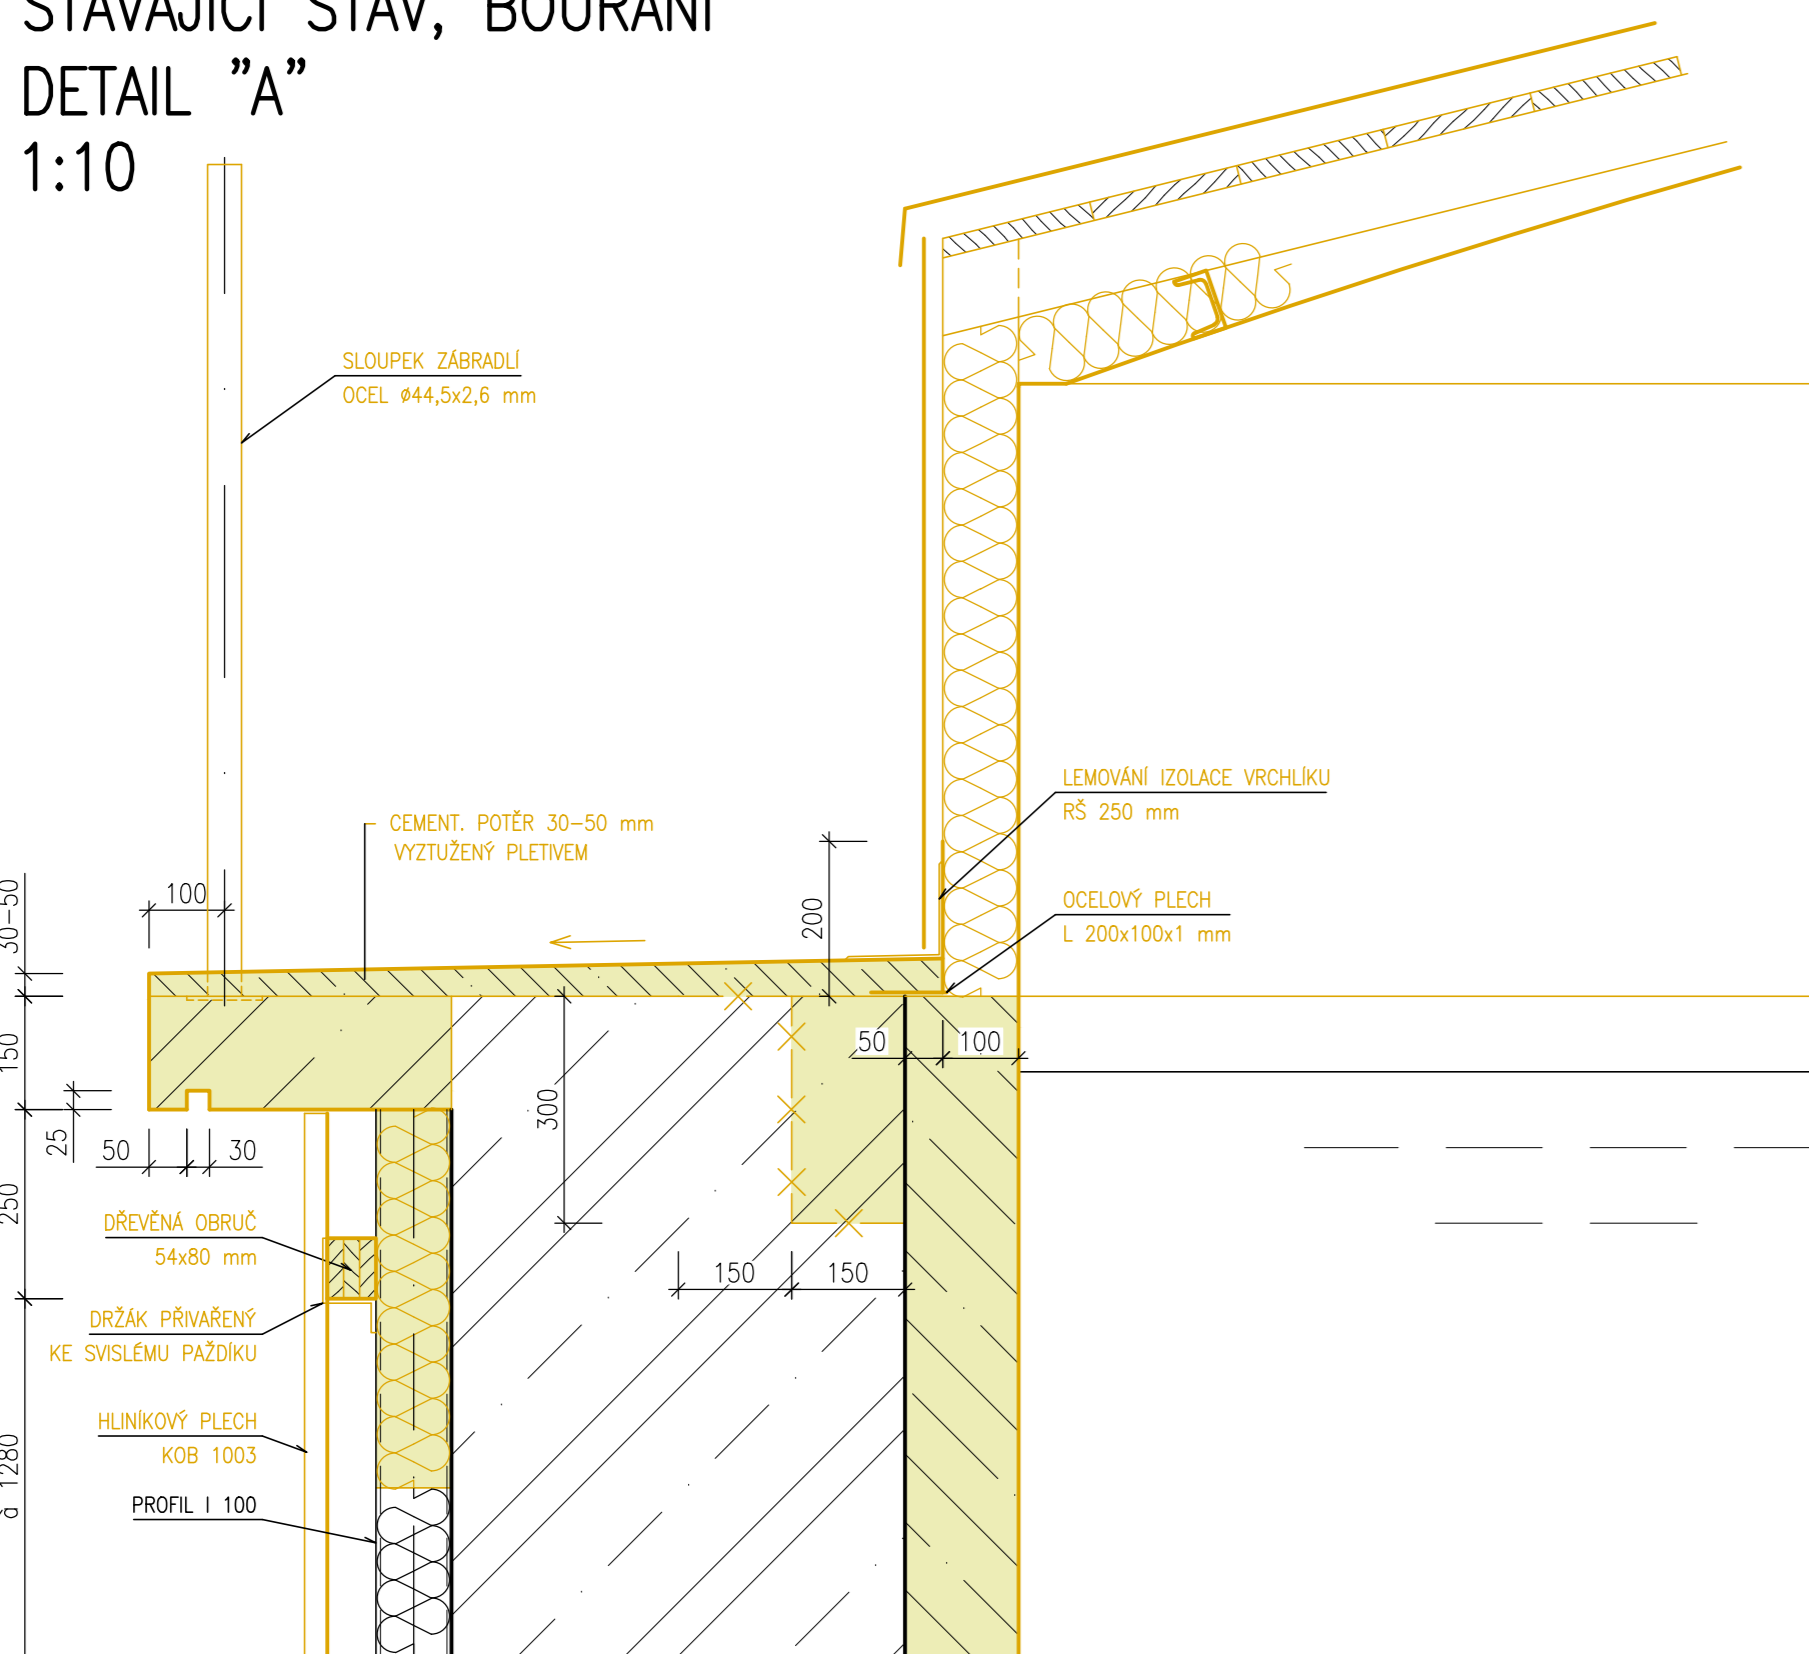 STÁVAJÍCÍ STAV, BOURÁNÍ
DETAIL "A"
1:10
SLOUPEK ZÁBRADLÍ
OCEL Ø44,5x2,6 mm
CEMENT. POTĚR 30-50 mm
VYZTUŽENÝ PLETIVEM
LEMOVÁNÍ IZOLACE VRCHLÍKU
RŠ 250 mm
OCELOVÝ PLECH
L 200x100x1 mm
100
200
30-50
150
25
50
30
250
300
50
100
150
150
DŘEVĚNÁ OBRUČ
54x80 mm
DRŽÁK PŘIVAŘENÝ
KE SVISLÉMU PAŽDÍKU
HLINÍKOVÝ PLECH
KOB 1003
PROFIL I 100
à 1280